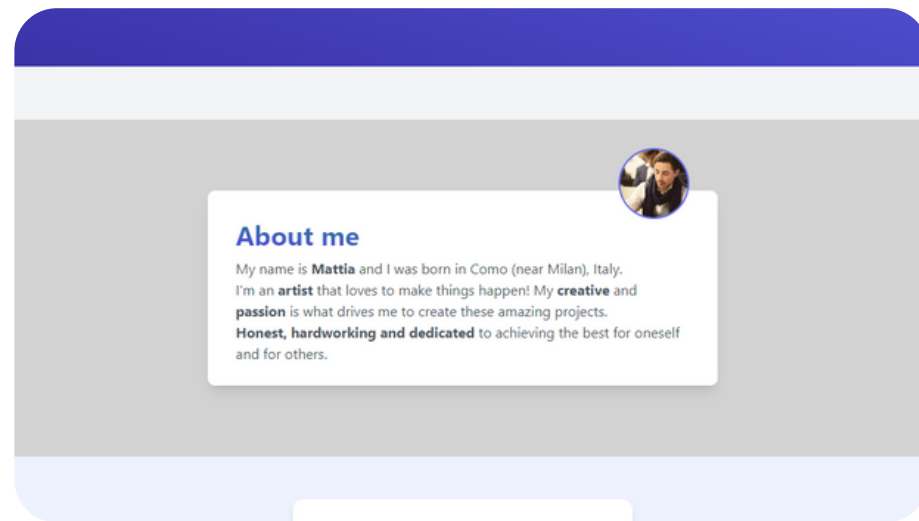 About me
My name is Mattia and I was born in Como (near Milan), Italy.
I'm an artist that loves to make things happen! My creative and
passion is what drives me to create these amazing projects.
Honest, hardworking and dedicated to achieving the best for oneself
and for others.